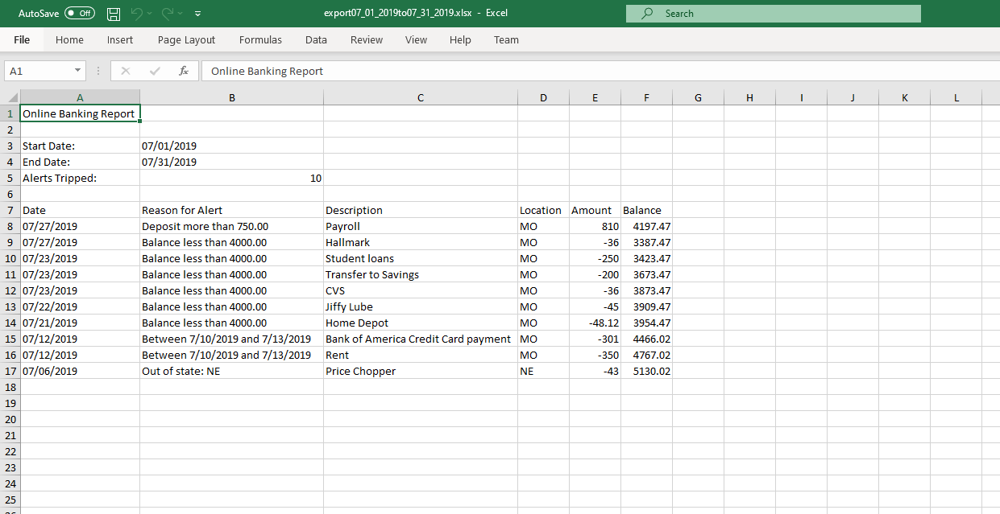 AutoSave Off export07_01_2019to07_31_2019.xlsx - Excel Search
File Home Insert Page Layout Formulas Data Review View Help Team
A1 fx Online Banking Report
A B C D E F G H I J K L
1 Online Banking Report
2
3 Start Date: 07/01/2019
4 End Date: 07/31/2019
5 Alerts Tripped: 10
6
7 Date Reason for Alert Description Location Amount Balance
8 07/27/2019 Deposit more than 750.00 Payroll MO 810 4197.47
9 07/27/2019 Balance less than 4000.00 Hallmark MO -36 3387.47
10 07/23/2019 Balance less than 4000.00 Student loans MO -250 3423.47
11 07/23/2019 Balance less than 4000.00 Transfer to Savings MO -200 3673.47
12 07/23/2019 Balance less than 4000.00 CVS MO -36 3873.47
13 07/22/2019 Balance less than 4000.00 Jiffy Lube MO -45 3909.47
14 07/21/2019 Balance less than 4000.00 Home Depot MO -48.12 3954.47
15 07/12/2019 Between 7/10/2019 and 7/13/2019 Bank of America Credit Card payment MO -301 4466.02
16 07/12/2019 Between 7/10/2019 and 7/13/2019 Rent MO -350 4767.02
17 07/06/2019 Out of state: NE Price Chopper NE -43 5130.02
18
19
20
21
22
23
24
25